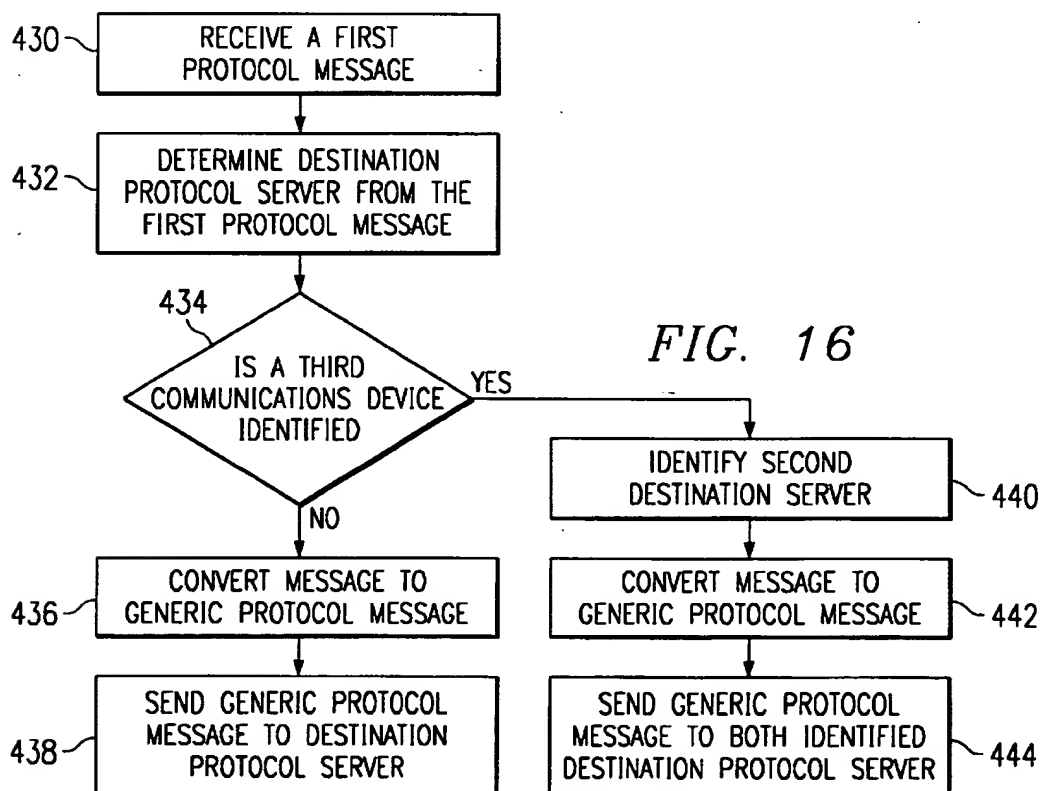 430
RECEIVE A FIRST
PROTOCOL MESSAGE
432
DETERMINE DESTINATION
PROTOCOL SERVER FROM THE
FIRST PROTOCOL MESSAGE
434
IS A THIRD
COMMUNICATIONS DEVICE
IDENTIFIED
YES
FIG. 16
NO
436
CONVERT MESSAGE TO
GENERIC PROTOCOL MESSAGE
438
SEND GENERIC PROTOCOL
MESSAGE TO DESTINATION
PROTOCOL SERVER
IDENTIFY SECOND
DESTINATION SERVER
440
CONVERT MESSAGE TO
GENERIC PROTOCOL MESSAGE
442
SEND GENERIC PROTOCOL
MESSAGE TO BOTH IDENTIFIED
DESTINATION PROTOCOL SERVER
444